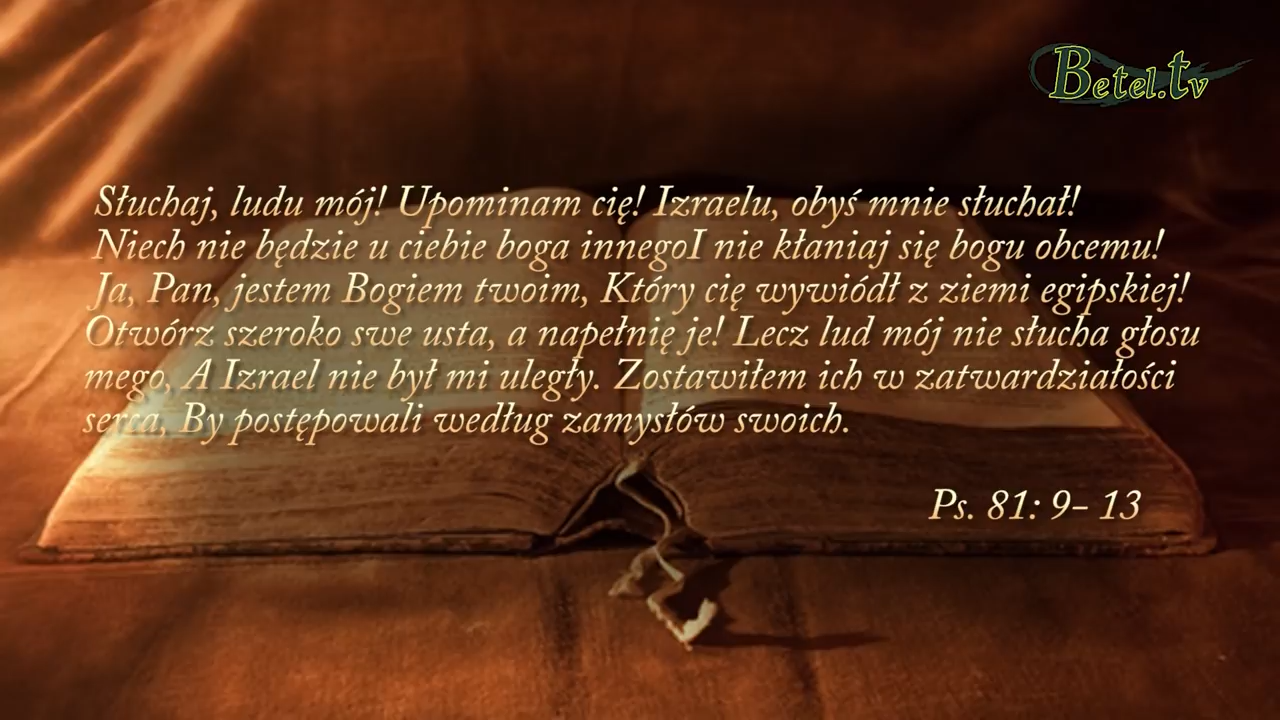 Betel.tv
Słuchaj, ludu mój! Upominam cię! Izraelu, obyś mnie słuchał!
Niech nie będzie u ciebie boga innegoI nie kłaniaj się bogu obcemu!
Ja, Pan, jestem Bogiem twoim, Który cię wywiódł z ziemi egipskiej!
Otwórz szeroko swe usta, a napełnię je! Lecz lud mój nie słucha głosu
mego, A Izrael nie był mi uległy. Zostawiłem ich w zatwardziałości
serca, By postępowali według zamysłów swoich.
Ps. 81: 9– 13